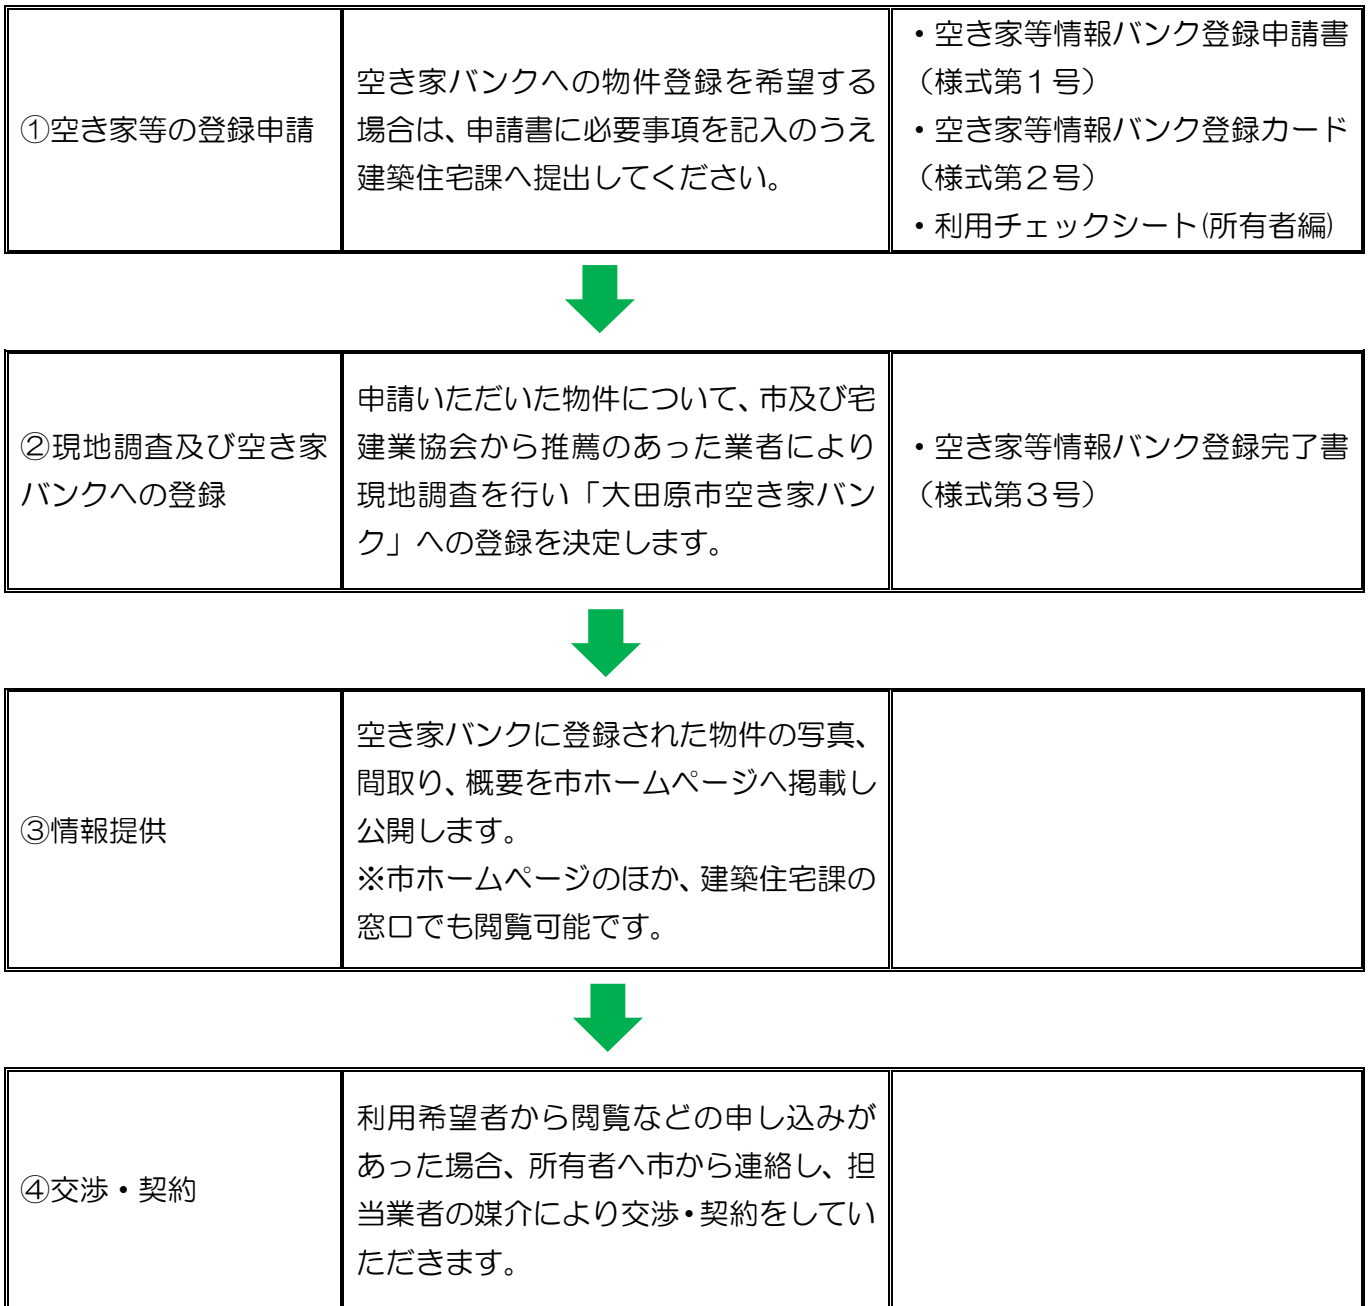 ①空き家等の登録申請
空き家バンクへの物件登録を希望する
場合は、申請書に必要事項を記入のうえ
建築住宅課へ提出してください。
・空き家等情報バンク登録申請書
（様式第１号）
・空き家等情報バンク登録カード
（様式第２号）
・利用チェックシート(所有者編)
②現地調査及び空き家
バンクへの登録
申請いただいた物件について、市及び宅
建業協会から推薦のあった業者により
現地調査を行い「大田原市空き家バン
ク」への登録を決定します。
・空き家等情報バンク登録完了書
（様式第３号）
③情報提供
空き家バンクに登録された物件の写真、
間取り、概要を市ホームページへ掲載し
公開します。
※市ホームページのほか、建築住宅課の
窓口でも閲覧可能です。
④交渉・契約
利用希望者から閲覧などの申し込みが
あった場合、所有者へ市から連絡し、担
当業者の媒介により交渉・契約をしてい
ただきます。